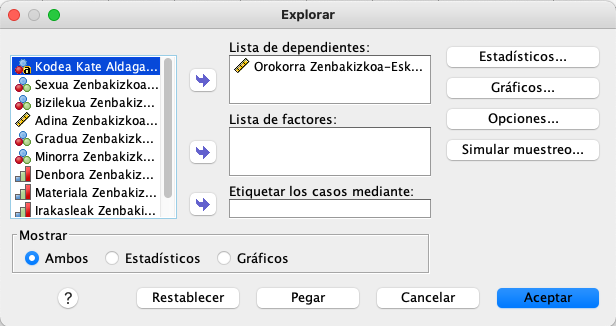 Explorar
Kodea Kate Aldaga...
Sexua Zenbakizkoa...
Bizilekua Zenbakiz...
Adina Zenbakizkoa...
Gradua Zenbakizk...
Minorra Zenbakizk...
Denbora Zenbakiz...
Materiala Zenbakiz...
Irakasleak Zenbaki...
Lista de dependientes:
Orokorra Zenbakizkoa-Esk...
Lista de factores:
Etiquetar los casos mediante:
Estadísticos...
Gráficos...
Opciones...
Simular muestreo...
Mostrar
Ambos Estadísticos Gráficos
? Restablecer Pegar Cancelar Aceptar